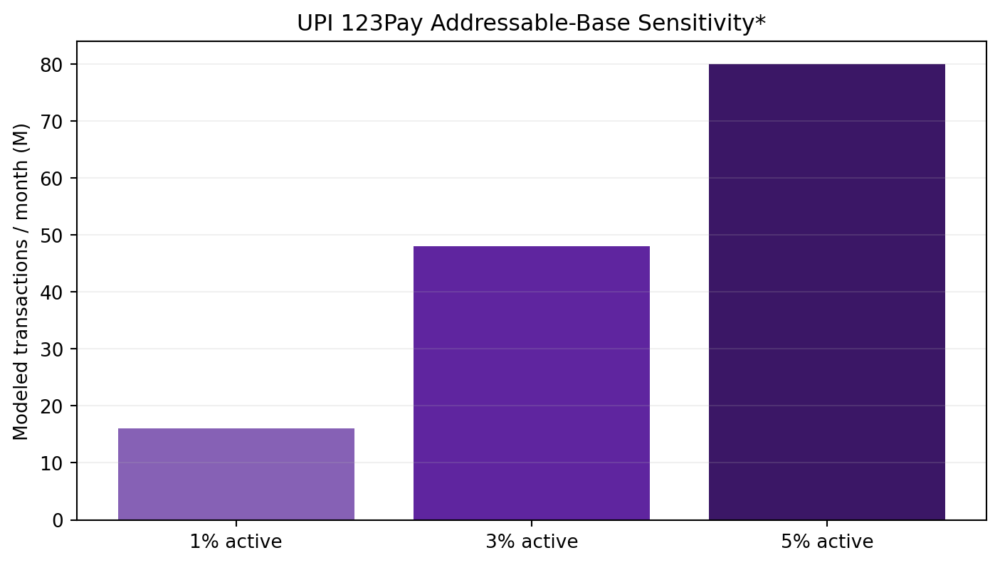 UPI 123Pay Addressable-Base Sensitivity*
Modeled transactions / month (M)
80
70
60
50
40
30
20
10
0
1% active
3% active
5% active